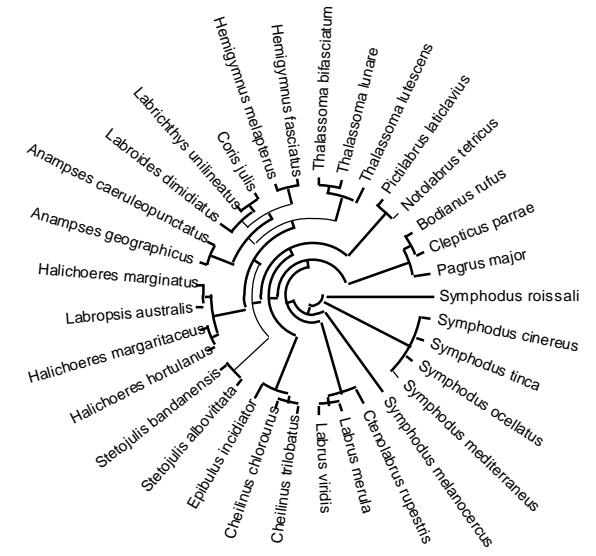 Thalassoma bifasciatum
Thalassoma lunare
Thalassoma lutescens
Pictilabrus laticlavius
Notolabrus tetricus
Bodianus rufus
Clepticus parrae
Pagrus major
Symphodus roissali
Symphodus cinereus
Symphodus tinca
Symphodus ocellatus
Symphodus mediterraneus
Symphodus melanocercus
Ctenolabrus rupestris
Labrus merula
Labrus viridis
Cheilinus trilobatus
Cheilinus chlorourus
Epibulus incidiator
Stetojulis albovittata
Stetojulis bandanensis
Halichoeres hortulanus
Halichoeres margaritaceus
Labropsis australis
Halichoeres marginatus
Anampses geographicus
Anampses caeruleopunctatus
Labroides dimidiatus
Labrichthys unilineatus
Coris julis
Hemigymnus melapterus
Hemigymnus fasciatus